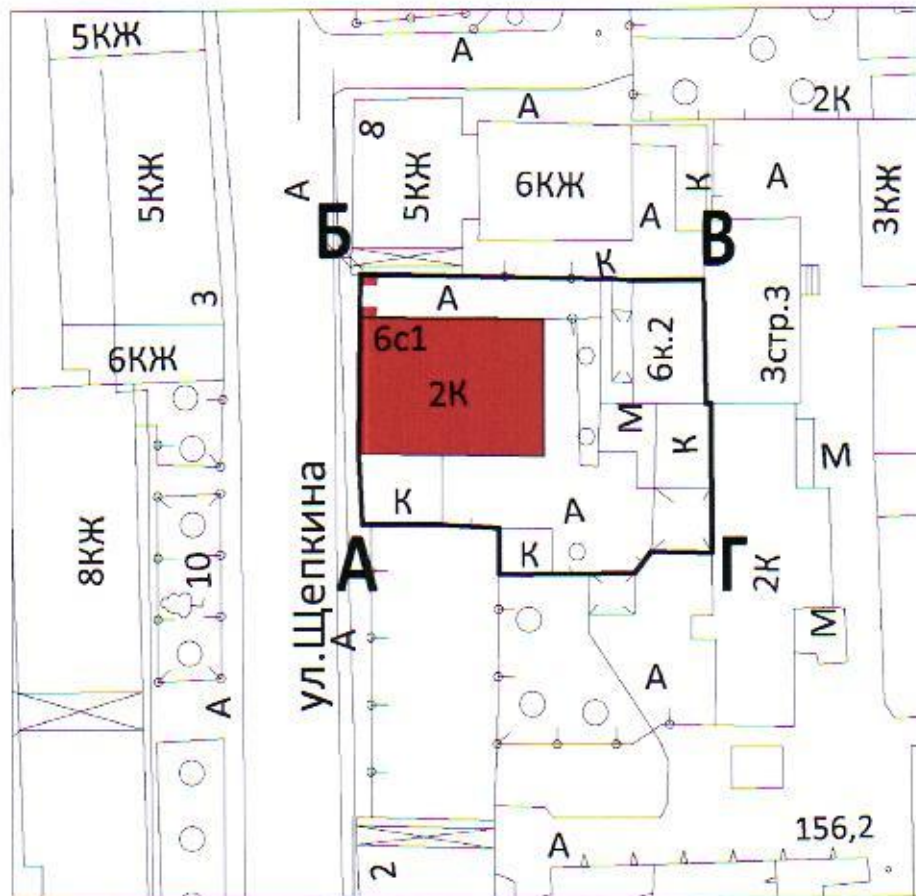 5КЖ
А
А
2К
8
5КЖ
5КЖ
6КЖ
А
К
А
3КЖ
А
Б
В
К
3
А
6с1
6к.2
3стр.3
6КЖ
2К
М
К
М
К
А
К
А
Г
8КЖ
10
2К
ул.Щепкина
М
А
А
А
156,2
А
2